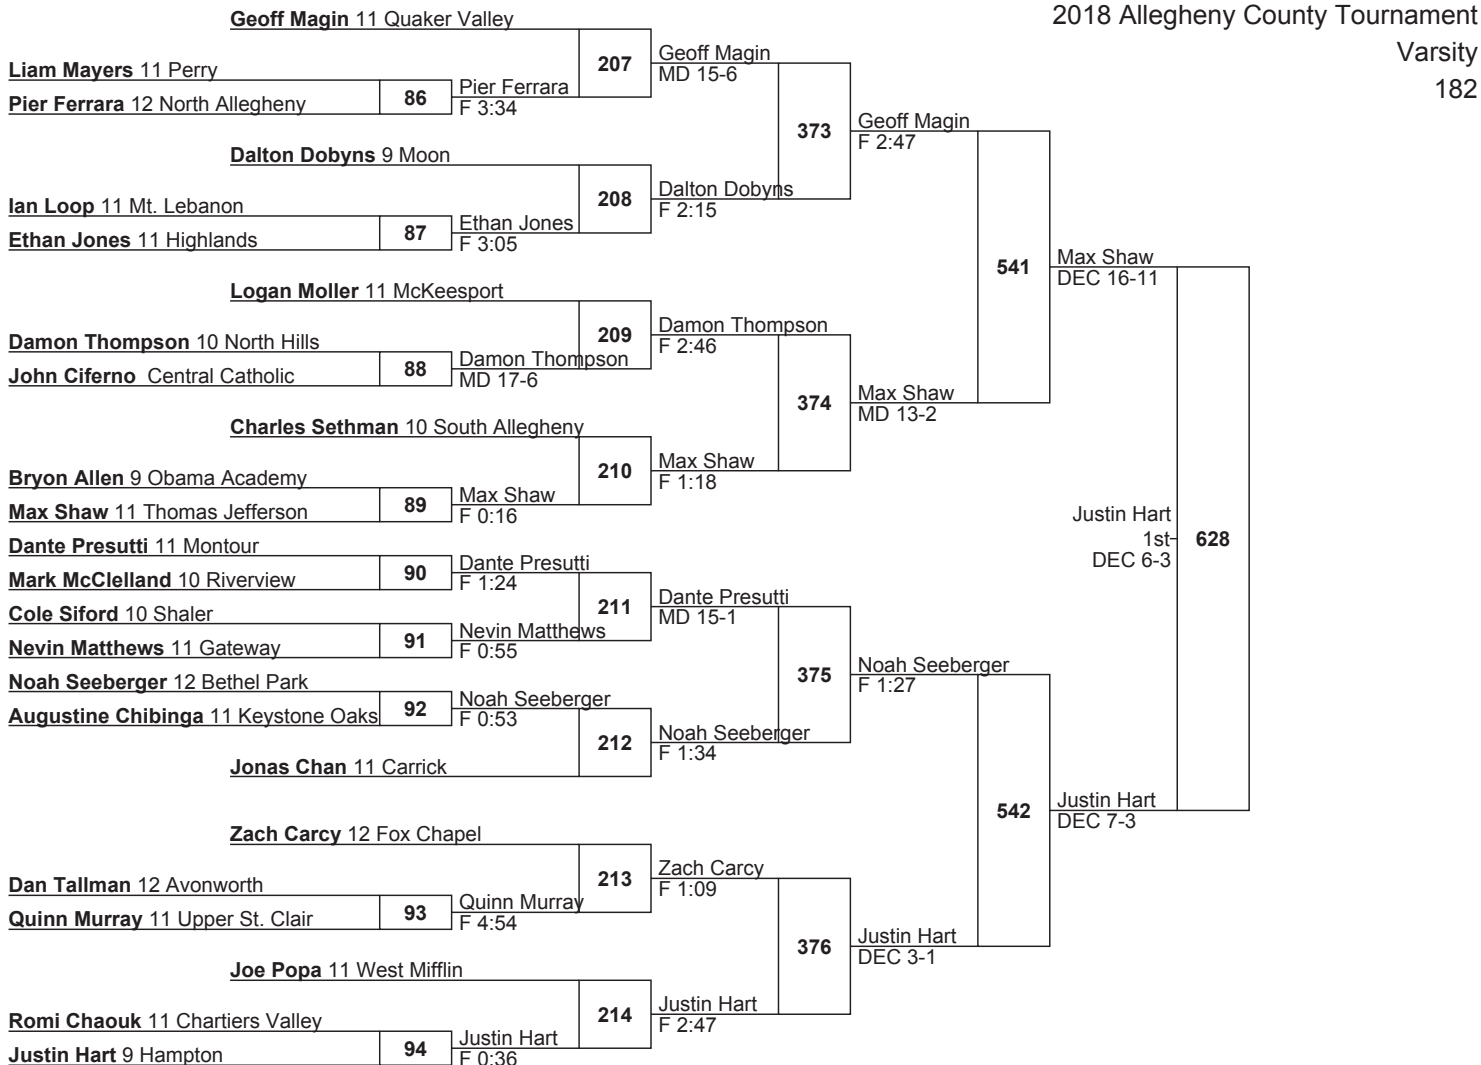 2018 Allegheny County Tournament
Varsity
182
Geoff Magin 11 Quaker Valley
207
Geoff Magin
MD 15-6
Liam Mayers 11 Perry
86
Pier Ferrara
F 3:34
Pier Ferrara 12 North Allegheny
373
Geoff Magin
F 2:47
Dalton Dobyns 9 Moon
208
Dalton Dobyns
F 2:15
Ian Loop 11 Mt. Lebanon
87
Ethan Jones
F 3:05
Ethan Jones 11 Highlands
541
Max Shaw
DEC 16-11
Logan Moller 11 McKeesport
209
Damon Thompson
F 2:46
Damon Thompson 10 North Hills
88
Damon Thompson
MD 17-6
John Ciferno Central Catholic
374
Max Shaw
MD 13-2
Charles Sethman 10 South Allegheny
210
Max Shaw
F 1:18
Bryon Allen 9 Obama Academy
89
Max Shaw
F 0:16
Max Shaw 11 Thomas Jefferson
Justin Hart
1st
DEC 6-3
628
Dante Presutti 11 Montour
90
Dante Presutti
F 1:24
Mark McClelland 10 Riverview
211
Dante Presutti
MD 15-1
Cole Siford 10 Shaler
91
Nevin Matthews
F 0:55
Nevin Matthews 11 Gateway
375
Noah Seeberger
F 1:27
Noah Seeberger 12 Bethel Park
92
Noah Seeberger
F 0:53
Augustine Chibinga 11 Keystone Oaks
212
Noah Seeberger
F 1:34
Jonas Chan 11 Carrick
542
Justin Hart
DEC 7-3
Zach Carcy 12 Fox Chapel
213
Zach Carcy
F 1:09
Dan Tallman 12 Avonworth
93
Quinn Murray
F 4:54
Quinn Murray 11 Upper St. Clair
376
Justin Hart
DEC 3-1
Joe Popa 11 West Mifflin
214
Justin Hart
F 2:47
Romi Chaouk 11 Chartiers Valley
94
Justin Hart
F 0:36
Justin Hart 9 Hampton